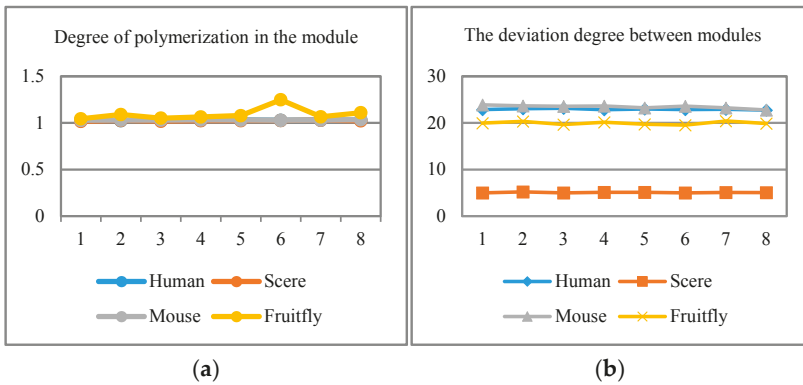 Degree of polymerization in the module
1.5
1
0.5
0
1 2 3 4 5 6 7 8
Human Scere
Mouse Fruitfly
(a)
The deviation degree between modules
30
20
10
0
1 2 3 4 5 6 7 8
Human Scere
Mouse Fruitfly
(b)